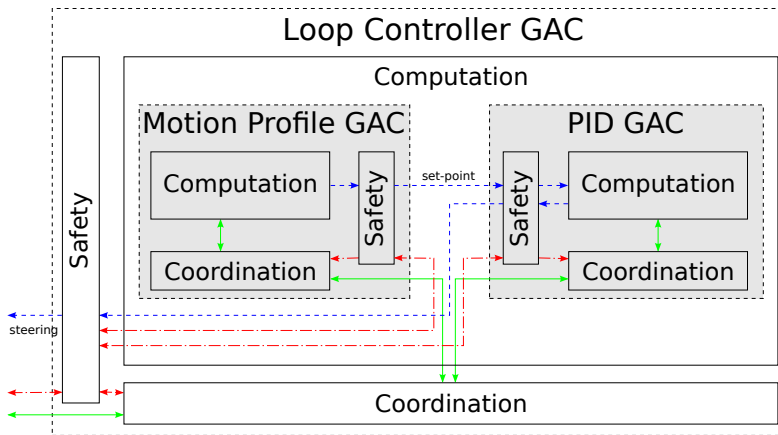 Loop Controller GAC
Computation
Motion Profile GAC
PID GAC
Computation
Safety
set-point
Safety
Computation
Coordination
Coordination
Safety
steering
Coordination